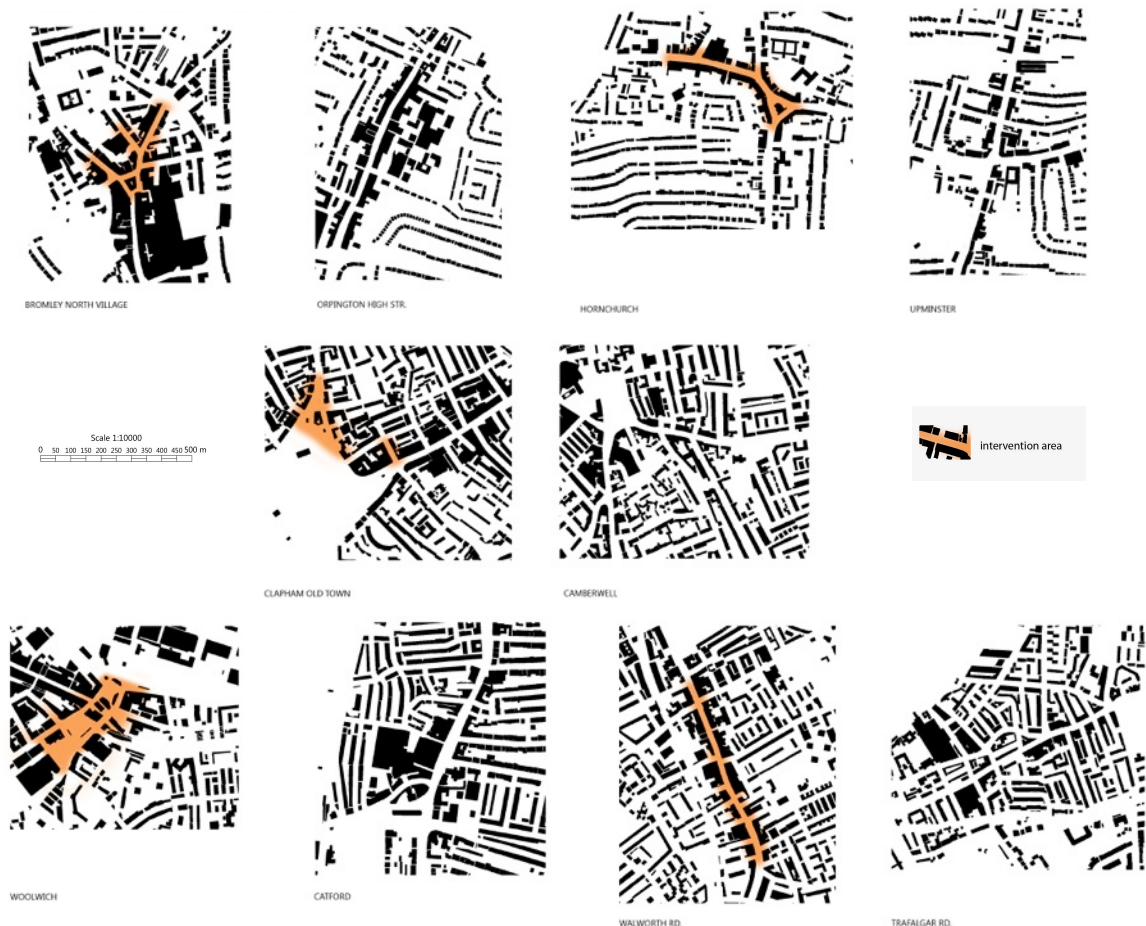 BROMLEY NORTH VILLAGE
ORPINGTON HIGH STR.
HORNCHURCH
UPMINSTER
Scale 1:10000
0 50 100 150 200 250 300 350 400 450 500 m
intervention area
CLAPHAM OLD TOWN
CAMBERWELL
WOOLWICH
CATFORD
WALWORTH RD.
TRAFALGAR RD.